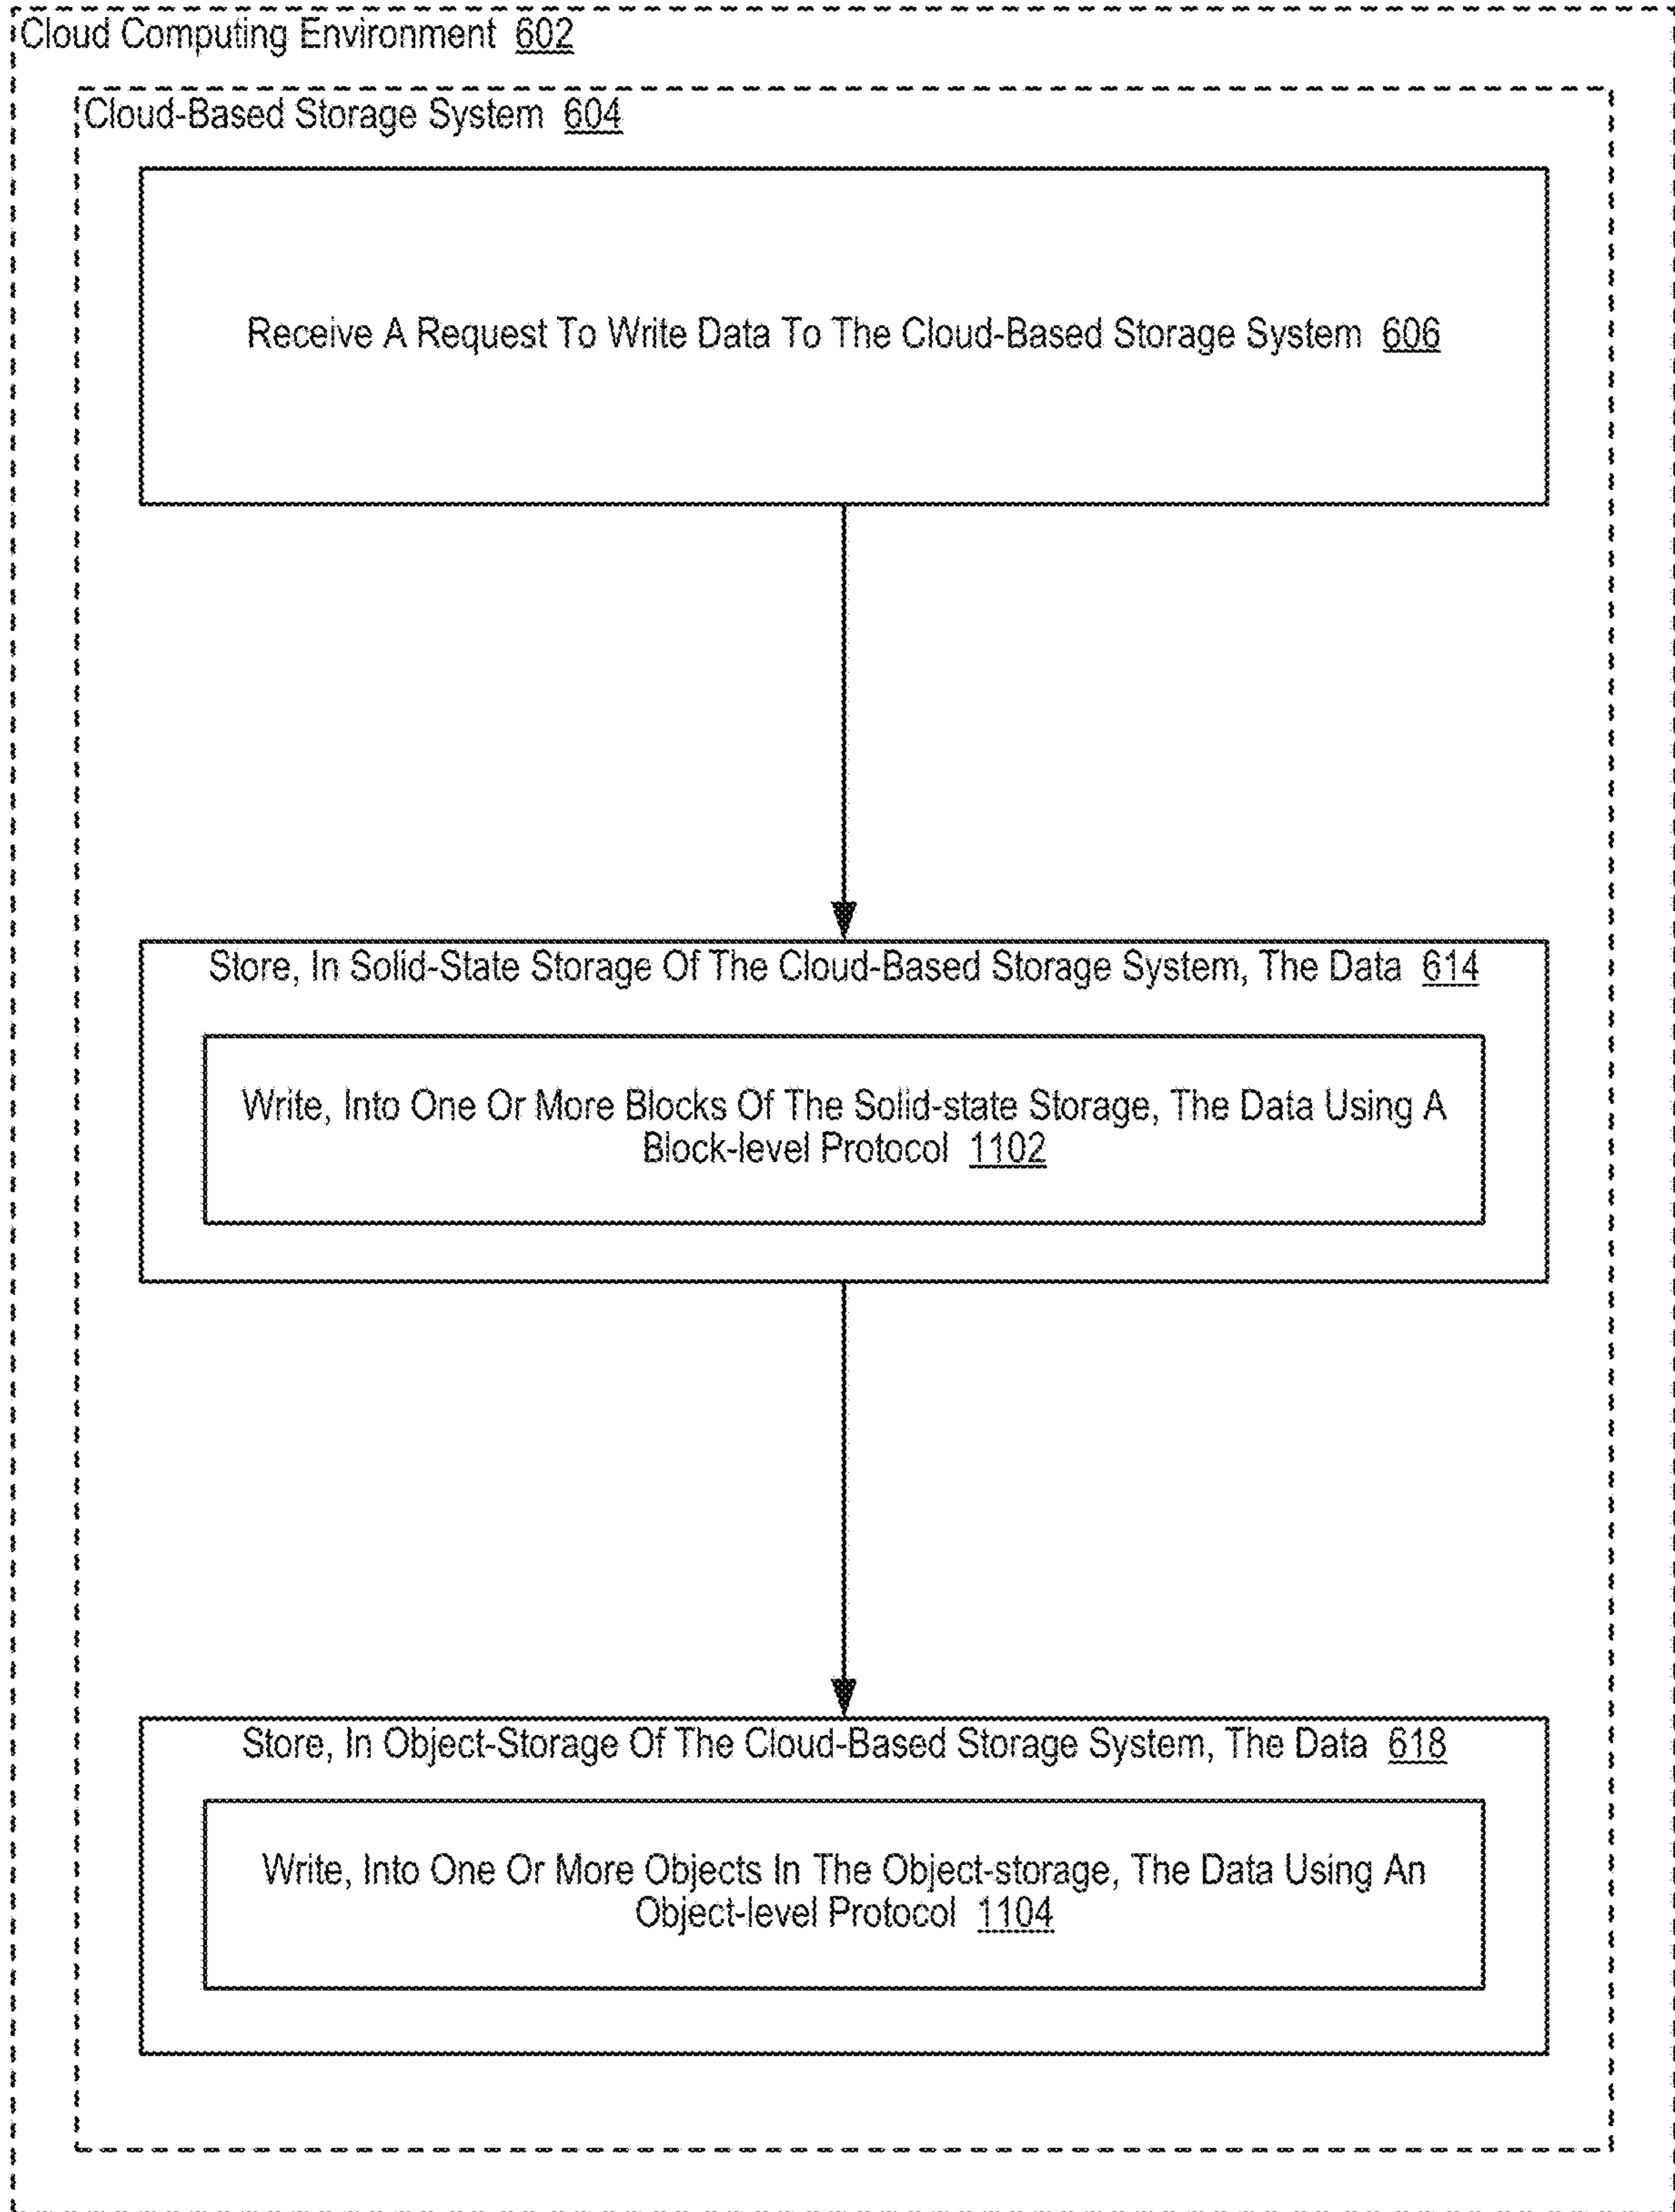 Cloud Computing Environment 602
Cloud-Based Storage System 604
Receive A Request To Write Data To The Cloud-Based Storage System 606
Store, In Solid-State Storage Of The Cloud-Based Storage System, The Data 614
Write, Into One Or More Blocks Of The Solid-state Storage, The Data Using A
Block-level Protocol 1102
Store, In Object-Storage Of The Cloud-Based Storage System, The Data 618
Write, Into One Or More Objects In The Object-storage, The Data Using An
Object-level Protocol 1104